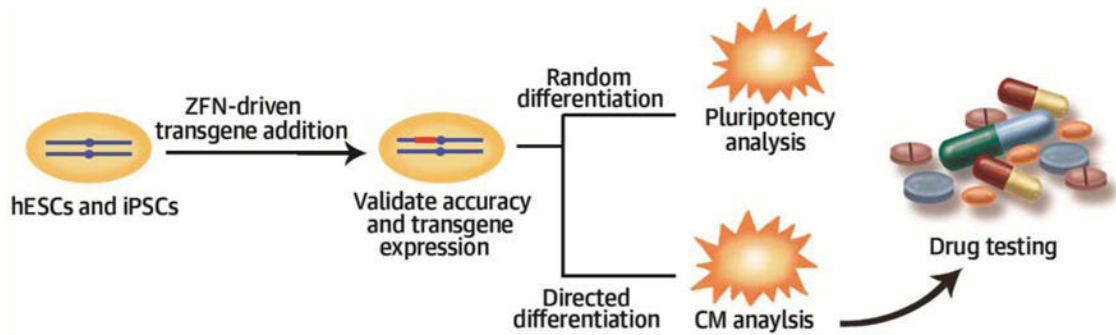 hESCs and iPSCs
ZFN-driven
transgene addition
Validate accuracy
and transgene
expression
Random
differentiation
Pluripotency
analysis
Directed
differentiation
CM anaylsis
Drug testing